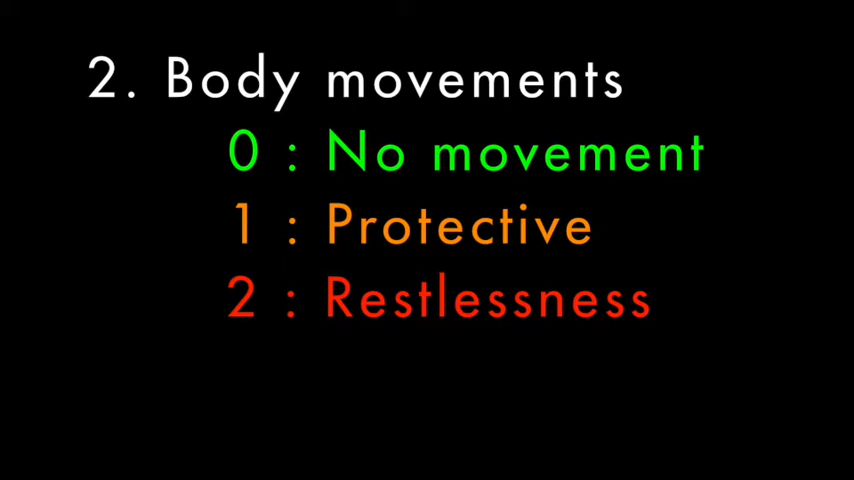 2. Body movements
0 : No movement
1 : Protective
2 : Restlessness